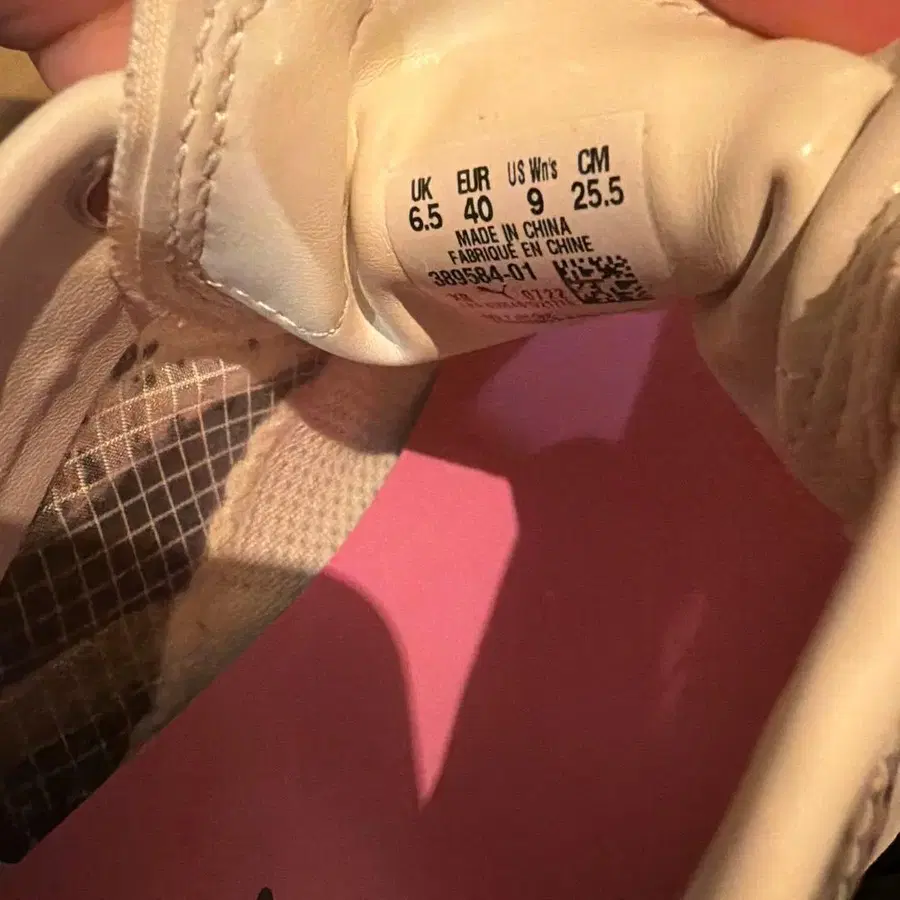 UK EUR US Wn's CM
6.5 40 9 25.5
MADE IN CHINA
FABRIQUÉ EN CHINE
389584-01
0722